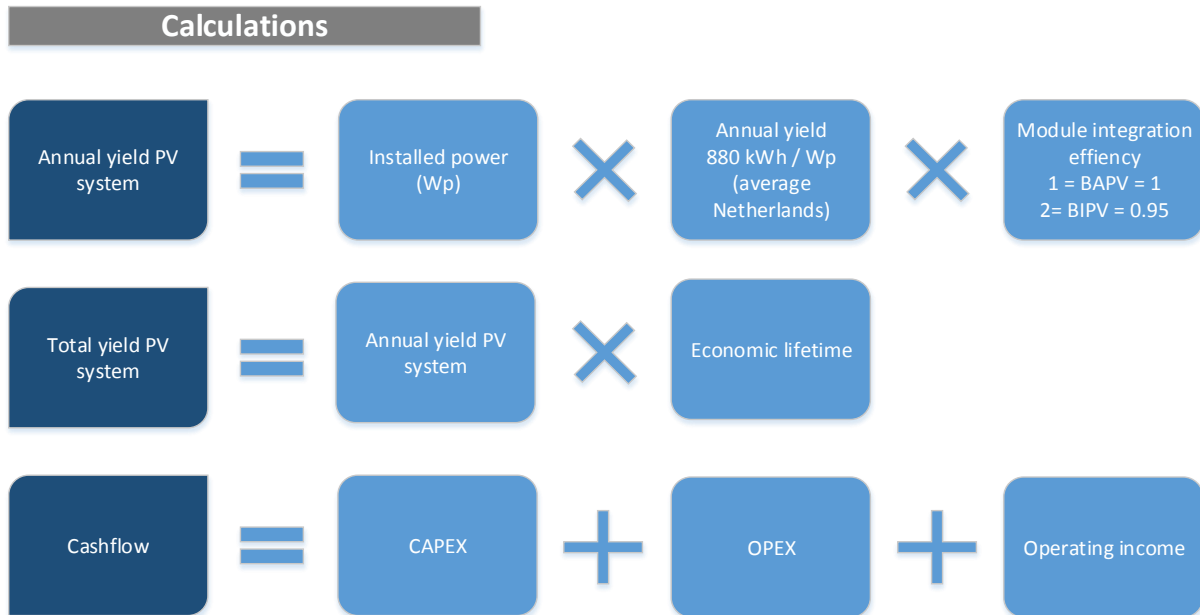 Calculations
Annual yield PV
system
Installed power
(Wp)
Annual yield
880 kWh / Wp
(average
Netherlands)
Module integration
effiency
1 = BAPV = 1
2= BIPV = 0.95
Total yield PV
system
Annual yield PV
system
Economic lifetime
Cashflow
CAPEX
OPEX
Operating income